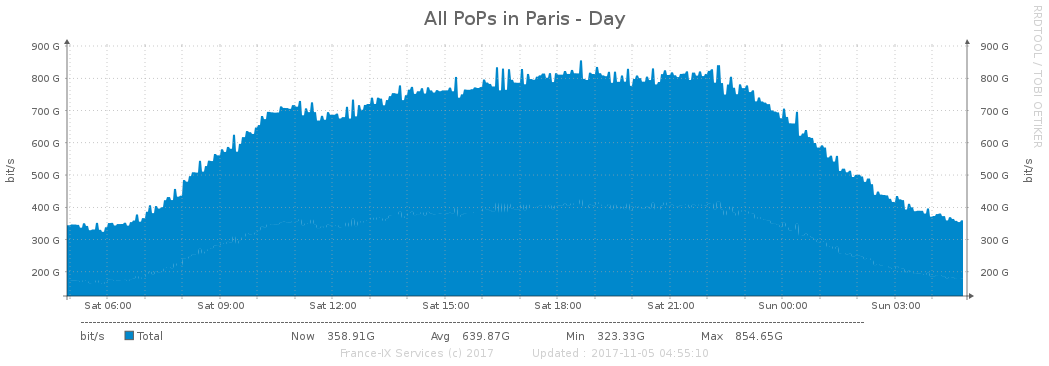 All PoPs in Paris - Day
RRDTOOL / TOBI OETIKER
900 G 900 G
800 G 800 G
700 G 700 G
600 G 600 G
500 G 500 G
400 G 400 G
300 G 300 G
200 G 200 G
bit/s bit/s
Sat 06:00 Sat 09:00 Sat 12:00 Sat 15:00 Sat 18:00 Sat 21:00 Sun 00:00 Sun 03:00
bit/s Total Now 358.91G Avg 639.87G Min 323.33G Max 854.65G
France-IX Services (c) 2017 Updated : 2017-11-05 04:55:10